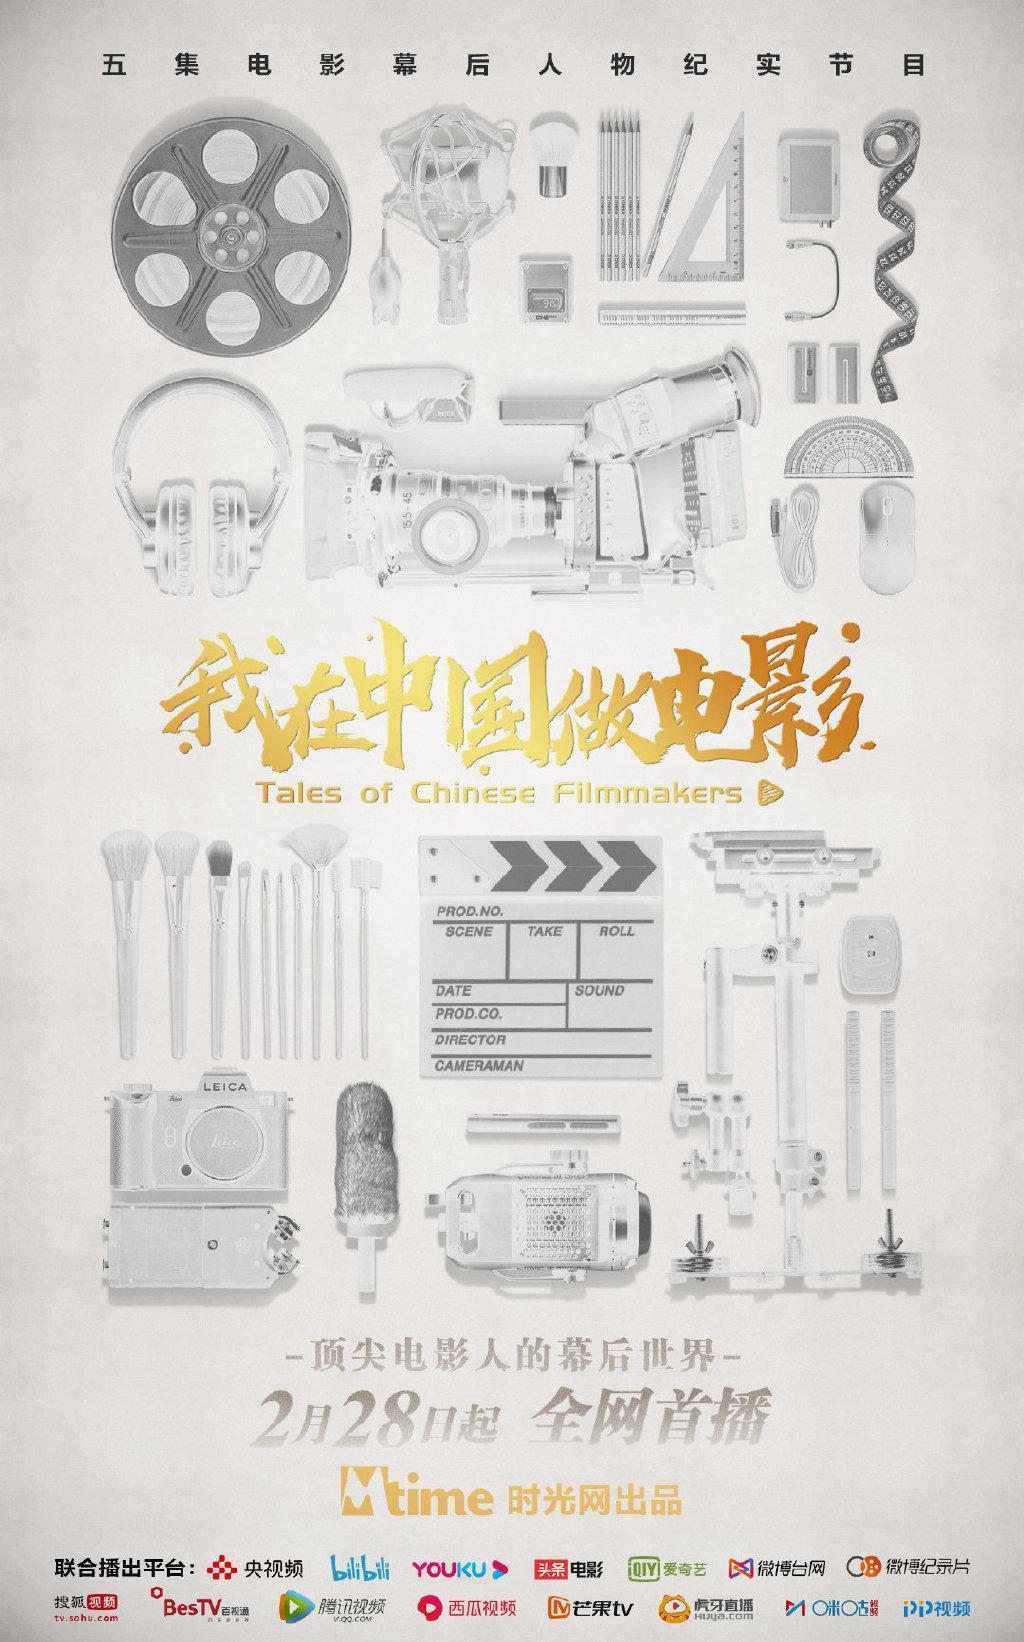 五集电影幕后人物纪实节目
15.5-45
我在中国做电影
Tales of Chinese Filmmakers
PROD.NO.
SCENE TAKE ROLL
DATE SOUND
PROD.CO.
DIRECTOR
CAMERAMAN
LEICA
Leica
Leica
-顶尖电影人的幕后世界-
2月28日起 全网首播
Mtime 时光网出品
联合播出平台: 央视频 bilibili YOUKU 头条电影 iQIYI 爱奇艺 微博台网 微博纪录片
搜狐视频 BesTV百视通 腾讯视频 西瓜视频 芒果tv 虎牙直播 咪咕视频 PP视频
tv.sohu.com V.QQ.COM Huya.com